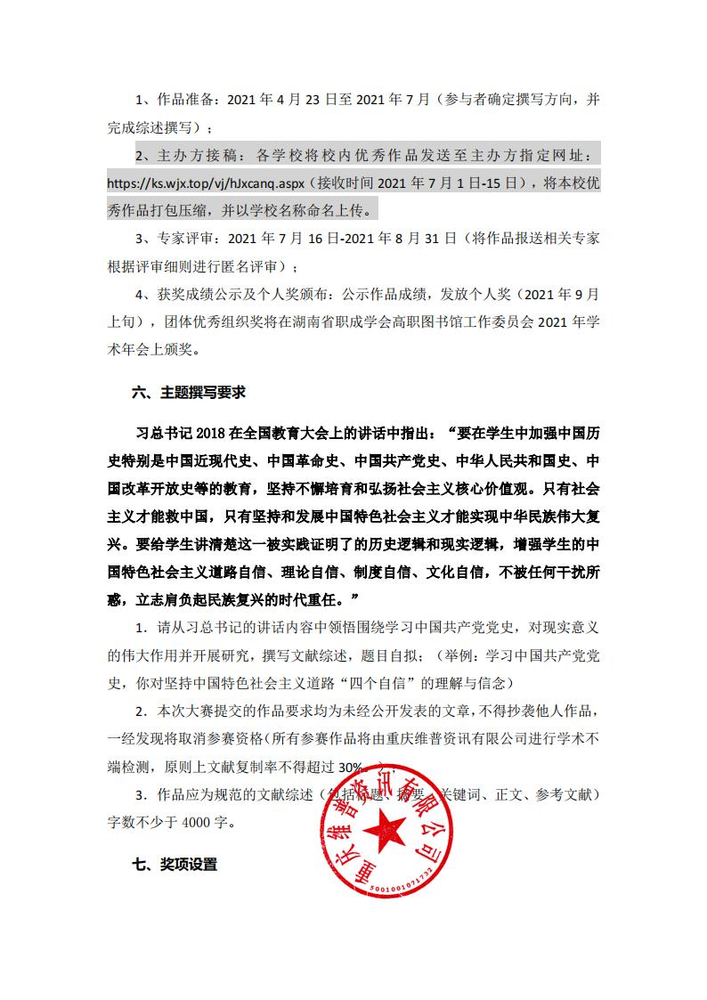 1、作品准备：2021 年 4 月 23 日至 2021 年 7 月（参与者确定撰写方向，并
完成综述撰写）；
2、主办方接稿：各学校将校内优秀作品发送至主办方指定网址：
https://ks.wjx.top/vj/hJxcanq.aspx（接收时间 2021 年 7 月 1 日-15 日），将本校优
秀作品打包压缩，并以学校名称命名上传。
3、专家评审：2021 年 7 月 16 日-2021 年 8 月 31 日（将作品报送相关专家
根据评审细则进行匿名评审）；
4、获奖成绩公示及个人奖颁布：公示作品成绩，发放个人奖（2021 年 9 月
上旬），团体优秀组织奖将在湖南省职成学会高职图书馆工作委员会 2021 年学
术年会上颁奖。
六、主题撰写要求
习总书记 2018 在全国教育大会上的讲话中指出：“要在学生中加强中国历
史特别是中国近现代史、中国革命史、中国共产党史、中华人民共和国史、中
国改革开放史等的教育，坚持不懈培育和弘扬社会主义核心价值观。只有社会
主义才能救中国，只有坚持和发展中国特色社会主义才能实现中华民族伟大复
兴。要给学生讲清楚这一被实践证明了的历史逻辑和现实逻辑，增强学生的中
国特色社会主义道路自信、理论自信、制度自信、文化自信，不被任何干扰所
惑，立志肩负起民族复兴的时代重任。”
1．请从习总书记的讲话内容中领悟围绕学习中国共产党党史，对现实意义
的伟大作用并开展研究，撰写文献综述，题目自拟；（举例：学习中国共产党党
史，你对坚持中国特色社会主义道路“四个自信”的理解与信念）
2．本次大赛提交的作品要求均为未经公开发表的文章，不得抄袭他人作品，
一经发现将取消参赛资格（所有参赛作品将由重庆维普资讯有限公司进行学术不
端检测，原则上文献复制率不得超过 30%。）；
3．作品应为规范的文献综述（包括标题、摘要、关键词、正文、参考文献）
字数不少于 4000 字。
七、奖项设置
重庆维普资讯有限公司
5001001071732